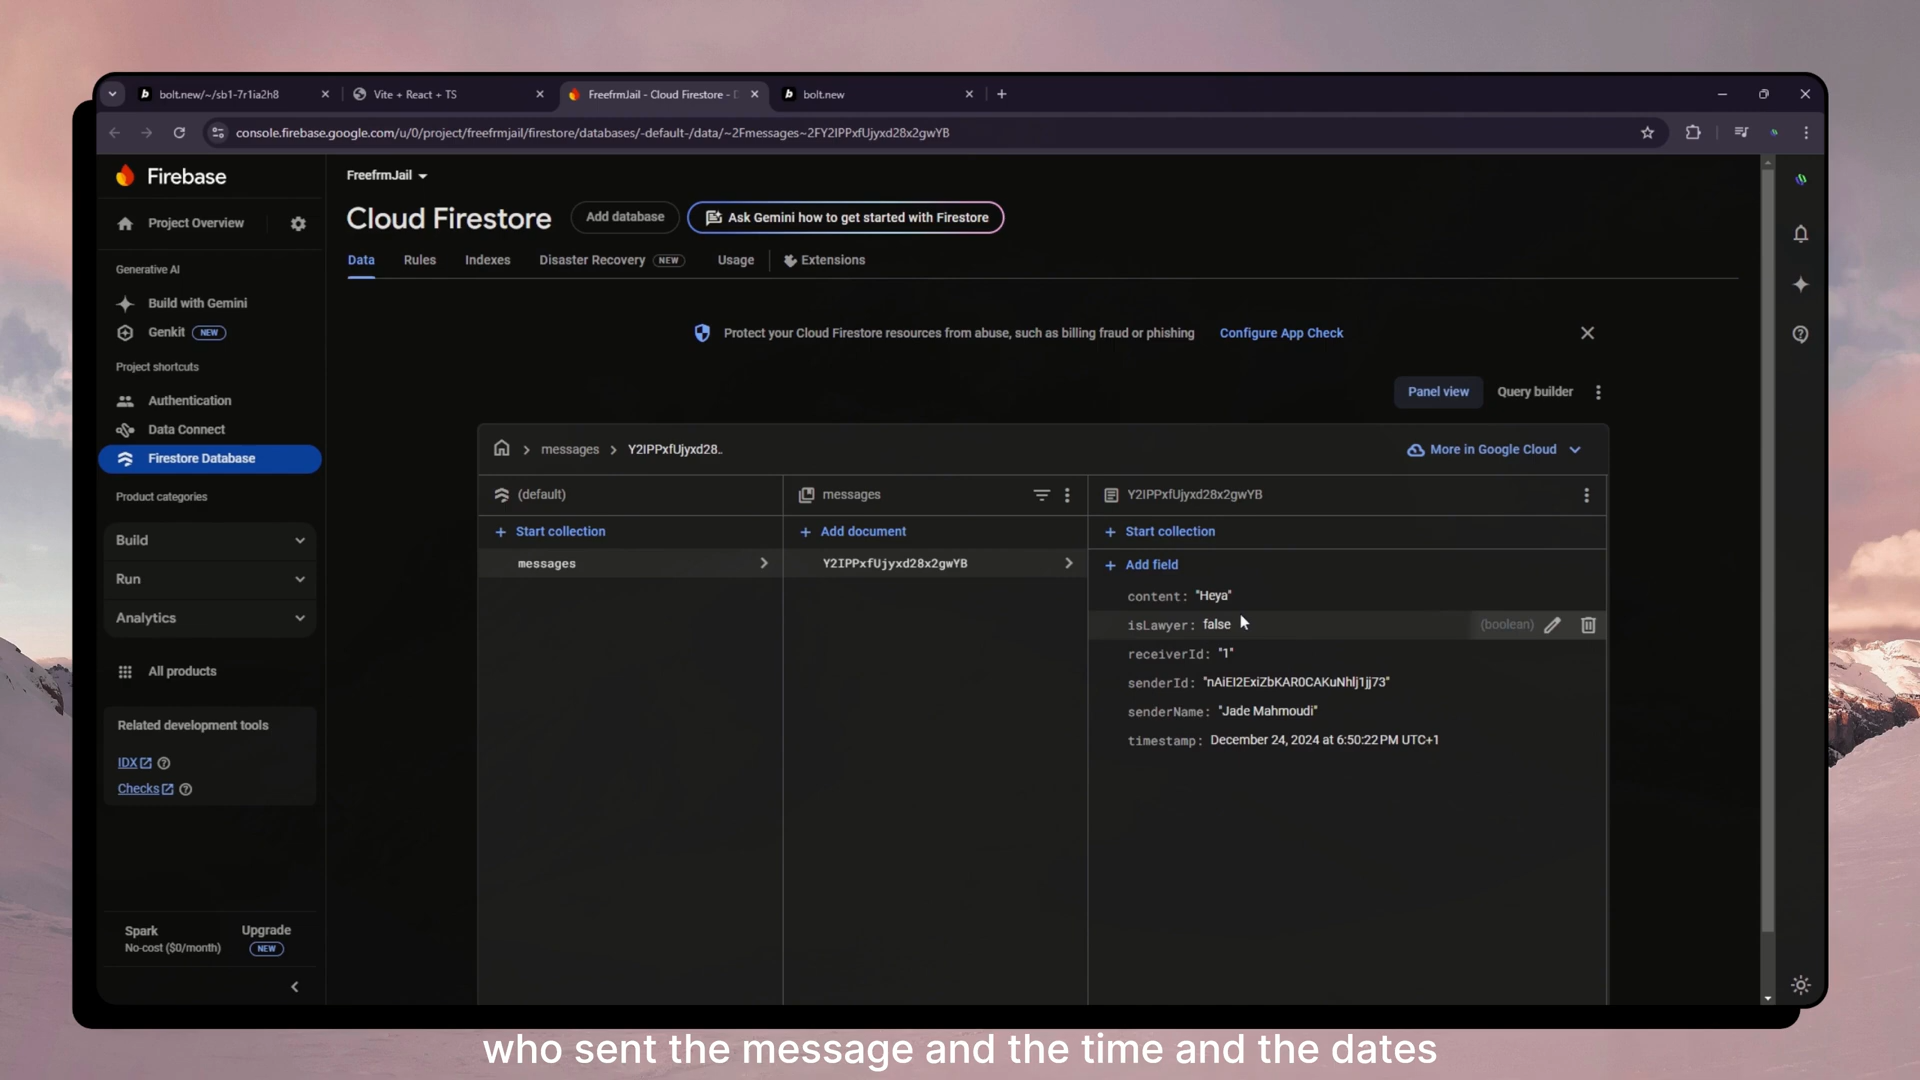 bolt.new/~/sb1-7r1ia2h8
Vite + React + TS
FreefrmJail - Cloud Firestore - D
bolt.new
console.firebase.google.com/u/0/project/freefrmjail/firestore/databases/-default-/data/~2Fmessages~2FY2IPPxfUjyxd28x2gwYB
Firebase
Project Overview
Generative AI
Build with Gemini
Genkit NEW
Project shortcuts
Authentication
Data Connect
Firestore Database
Product categories
Build
Run
Analytics
All products
Related development tools
IDX
Checks
Spark
No-cost ($0/month)
Upgrade
NEW
FreefrmJail
Cloud Firestore
Add database
Ask Gemini how to get started with Firestore
Data Rules Indexes Disaster Recovery NEW Usage Extensions
Protect your Cloud Firestore resources from abuse, such as billing fraud or phishing Configure App Check
Panel view Query builder
messages > Y2IPPxfUjyxd28..
More in Google Cloud
(default)
+ Start collection
messages
messages
+ Add document
Y2IPPxfUjyxd28x2gwYB
Y2IPPxfUjyxd28x2gwYB
+ Start collection
+ Add field
content: "Heya"
isLawyer: false (boolean)
receiverId: "1"
senderId: "nAiEI2ExiZbKAR0CAKuNhlj1jj73"
senderName: "Jade Mahmoudi"
timestamp: December 24, 2024 at 6:50:22 PM UTC+1
who sent the message and the time and the dates